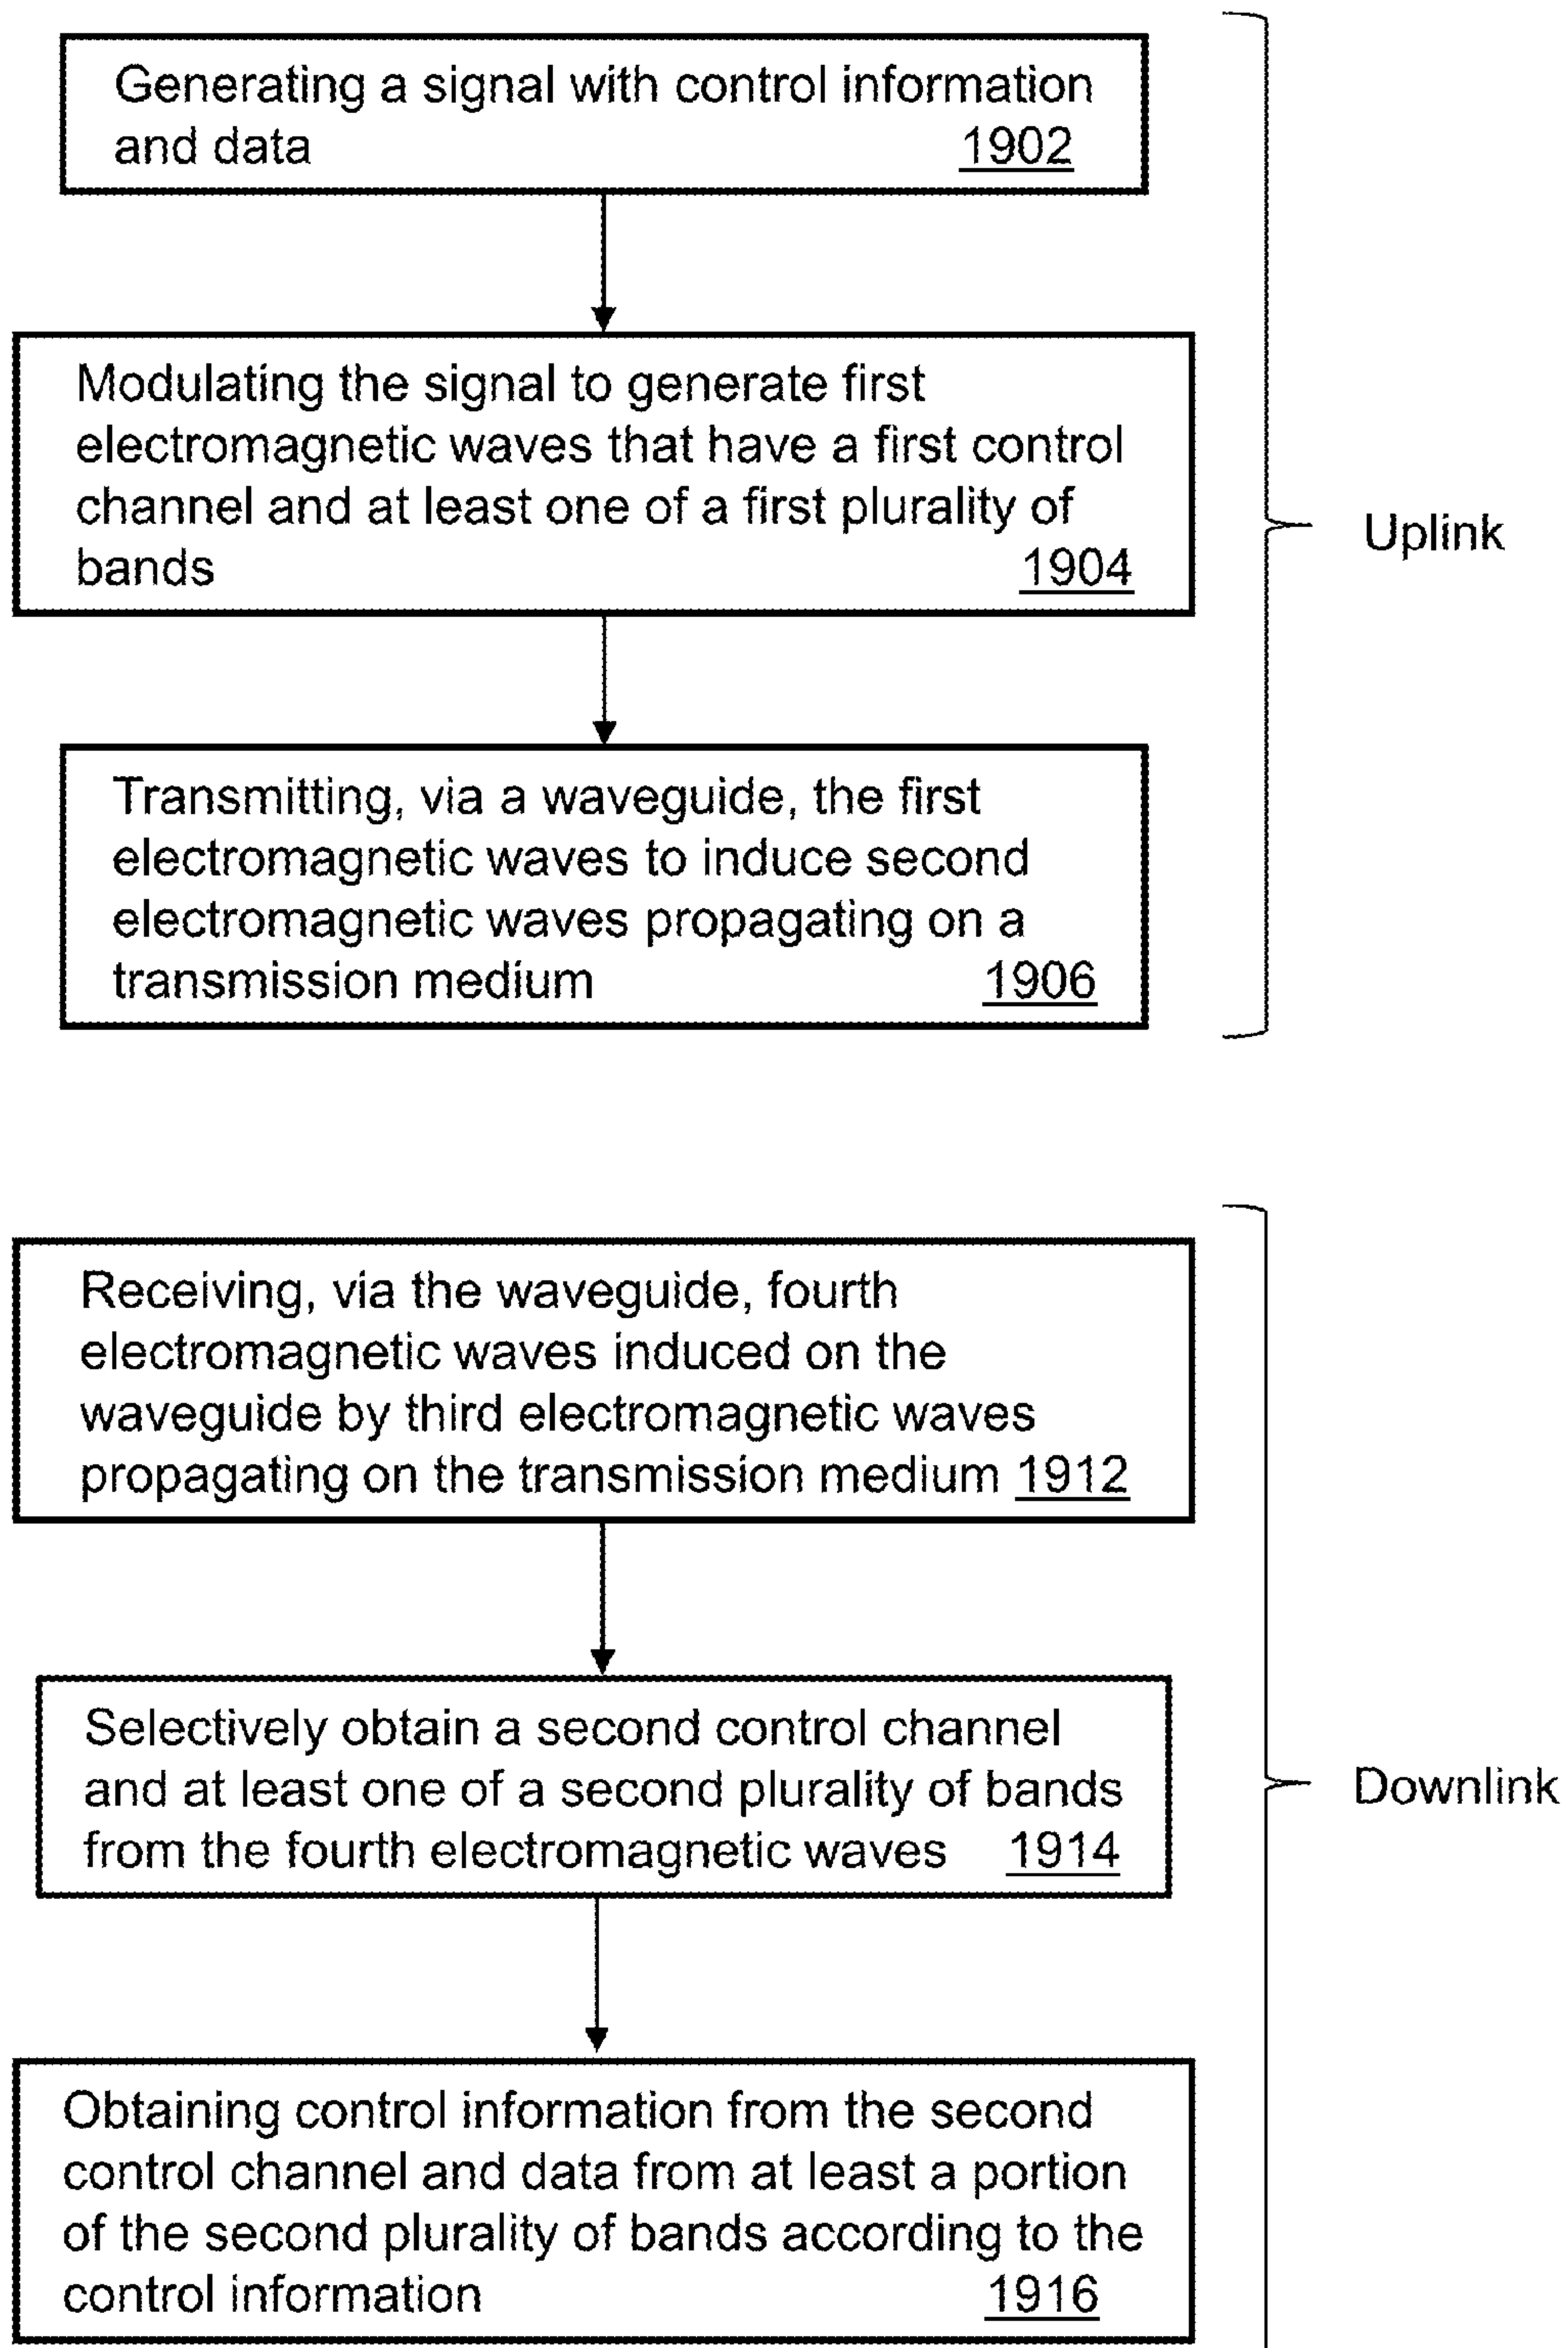 Generating a signal with control information
and data 1902
Modulating the signal to generate first
electromagnetic waves that have a first control
channel and at least one of a first plurality of
bands 1904
Uplink
Transmitting, via a waveguide, the first
electromagnetic waves to induce second
electromagnetic waves propagating on a
transmission medium 1906
Receiving, via the waveguide, fourth
electromagnetic waves induced on the
waveguide by third electromagnetic waves
propagating on the transmission medium 1912
Selectively obtain a second control channel
and at least one of a second plurality of bands
from the fourth electromagnetic waves 1914
Downlink
Obtaining control information from the second
control channel and data from at least a portion
of the second plurality of bands according to the
control information 1916